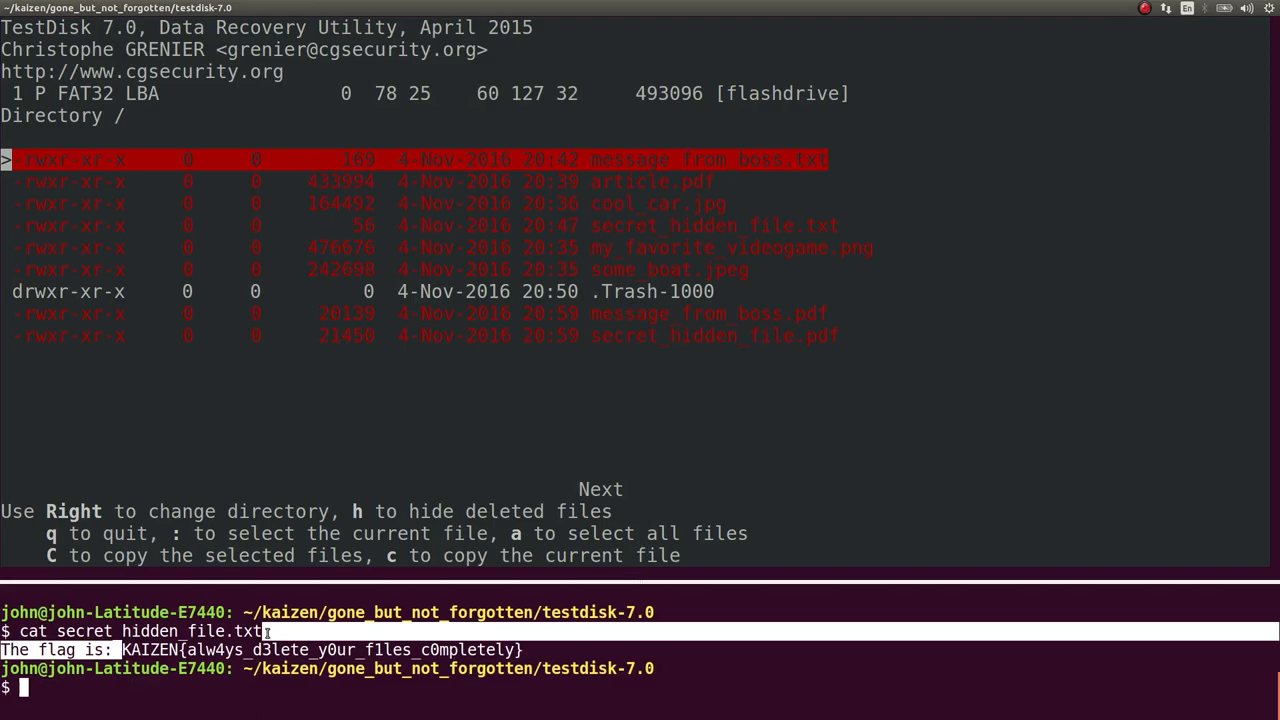 ~/kaizen/gone_but_not_forgotten/testdisk-7.0
En
TestDisk 7.0, Data Recovery Utility, April 2015
Christophe GRENIER <grenier@cgsecurity.org>
http://www.cgsecurity.org
1 P FAT32 LBA 0 78 25 60 127 32 493096 [flashdrive]
Directory /
>-rwxr-xr-x 0 0 169 4-Nov-2016 20:42 message_from_boss.txt
-rwxr-xr-x 0 0 433994 4-Nov-2016 20:39 article.pdf
-rwxr-xr-x 0 0 164492 4-Nov-2016 20:36 cool_car.jpg
-rwxr-xr-x 0 0 56 4-Nov-2016 20:47 secret_hidden_file.txt
-rwxr-xr-x 0 0 476676 4-Nov-2016 20:35 my_favorite_videogame.png
-rwxr-xr-x 0 0 242698 4-Nov-2016 20:35 some_boat.jpeg
drwxr-xr-x 0 0 0 4-Nov-2016 20:50 .Trash-1000
-rwxr-xr-x 0 0 20139 4-Nov-2016 20:59 message_from_boss.pdf
-rwxr-xr-x 0 0 21450 4-Nov-2016 20:59 secret_hidden_file.pdf
Next
Use Right to change directory, h to hide deleted files
q to quit, : to select the current file, a to select all files
C to copy the selected files, c to copy the current file
john@john-Latitude-E7440: ~/kaizen/gone_but_not_forgotten/testdisk-7.0
$ cat secret_hidden_file.txt
The flag is: KAIZEN{alw4ys_d3lete_y0ur_f1les_c0mpletely}
john@john-Latitude-E7440: ~/kaizen/gone_but_not_forgotten/testdisk-7.0
$